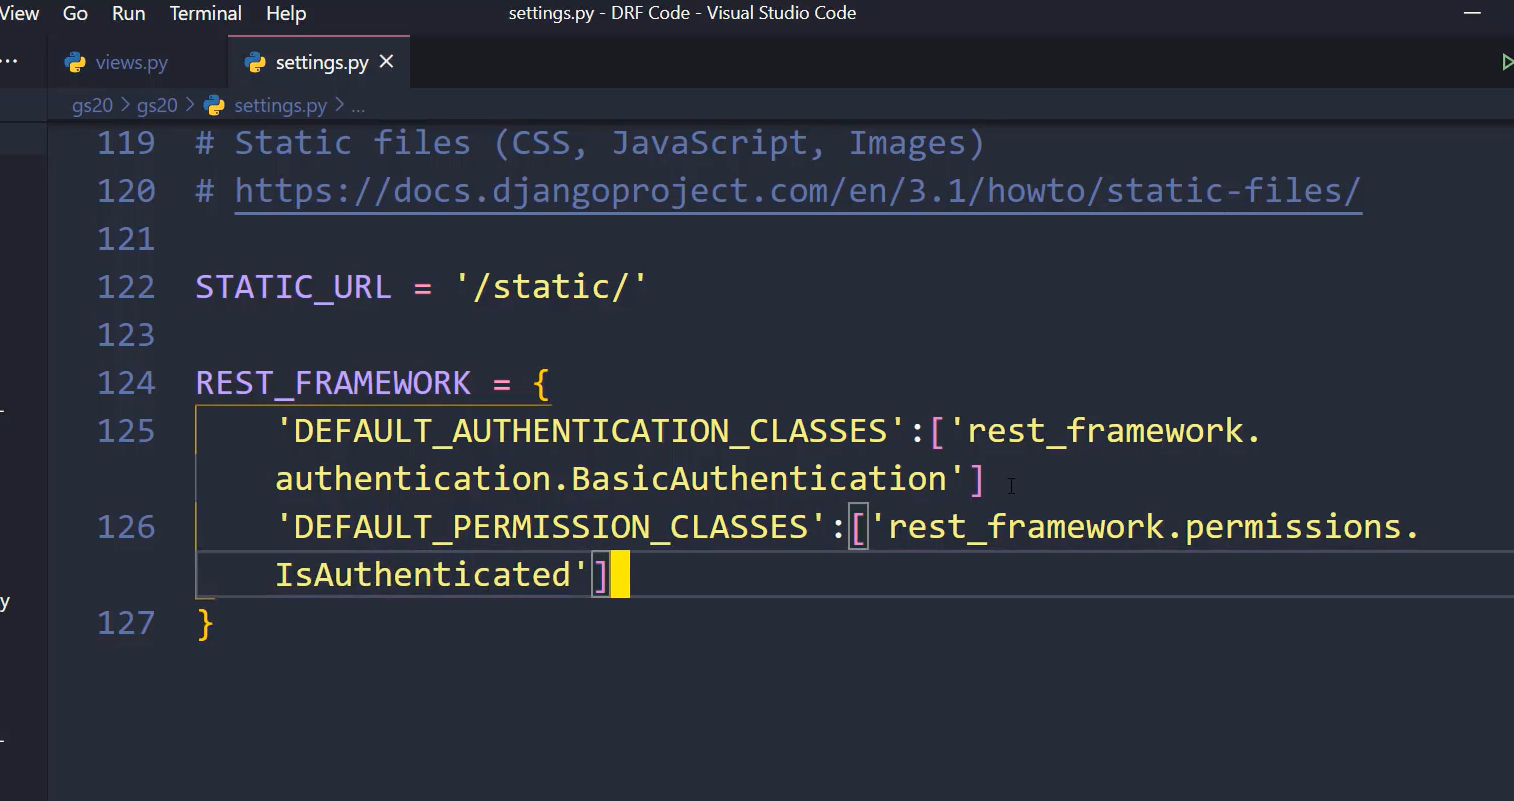 View Go Run Terminal Help settings.py - DRF Code - Visual Studio Code
views.py settings.py
gs20 > gs20 > settings.py > ...
119 # Static files (CSS, JavaScript, Images)
120 # https://docs.djangoproject.com/en/3.1/howto/static-files/
121
122 STATIC_URL = '/static/'
123
124 REST_FRAMEWORK = {
125 'DEFAULT_AUTHENTICATION_CLASSES':['rest_framework.
authentication.BasicAuthentication']
126 'DEFAULT_PERMISSION_CLASSES':['rest_framework.permissions.
IsAuthenticated']
y
127 }